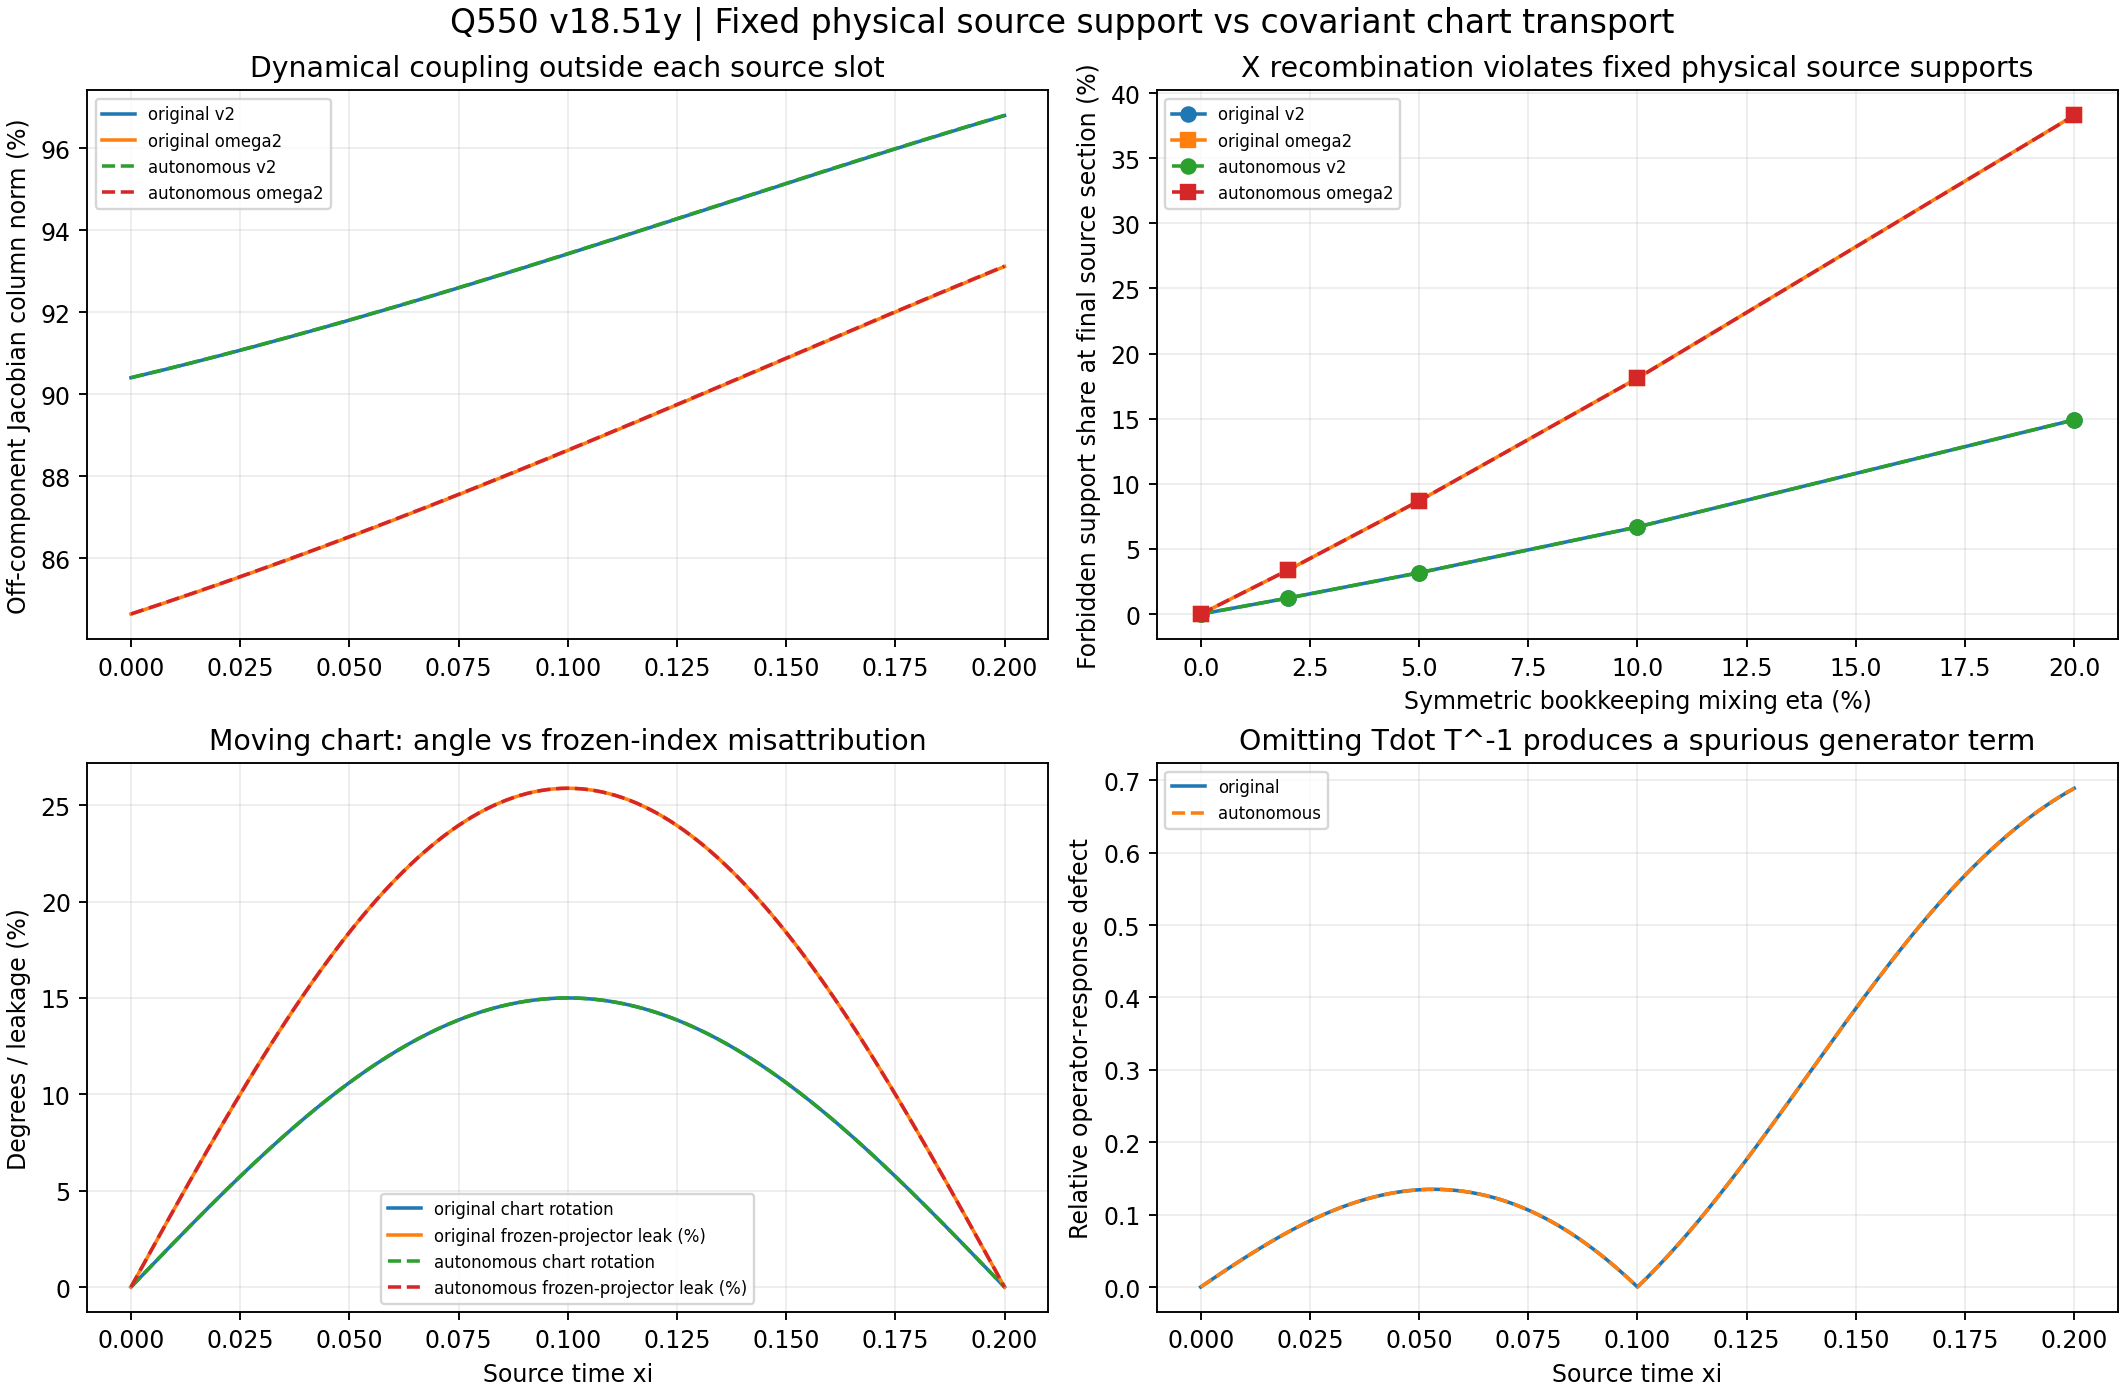 Q550 v18.51y | Fixed physical source support vs covariant chart transport
Dynamical coupling outside each source slot
Off-component Jacobian column norm (%)
original v2
original omega2
autonomous v2
autonomous omega2
96
94
92
90
88
86
0.000 0.025 0.050 0.075 0.100 0.125 0.150 0.175 0.200
X recombination violates fixed physical source supports
Forbidden support share at final source section (%)
original v2
original omega2
autonomous v2
autonomous omega2
40
35
30
25
20
15
10
5
0
0.0 2.5 5.0 7.5 10.0 12.5 15.0 17.5 20.0
Symmetric bookkeeping mixing eta (%)
Moving chart: angle vs frozen-index misattribution
Degrees / leakage (%)
25
20
15
10
5
0
original chart rotation
original frozen-projector leak (%)
autonomous chart rotation
autonomous frozen-projector leak (%)
0.000 0.025 0.050 0.075 0.100 0.125 0.150 0.175 0.200
Source time xi
Omitting Tdot T^-1 produces a spurious generator term
Relative operator-response defect
original
autonomous
0.7
0.6
0.5
0.4
0.3
0.2
0.1
0.0
0.000 0.025 0.050 0.075 0.100 0.125 0.150 0.175 0.200
Source time xi